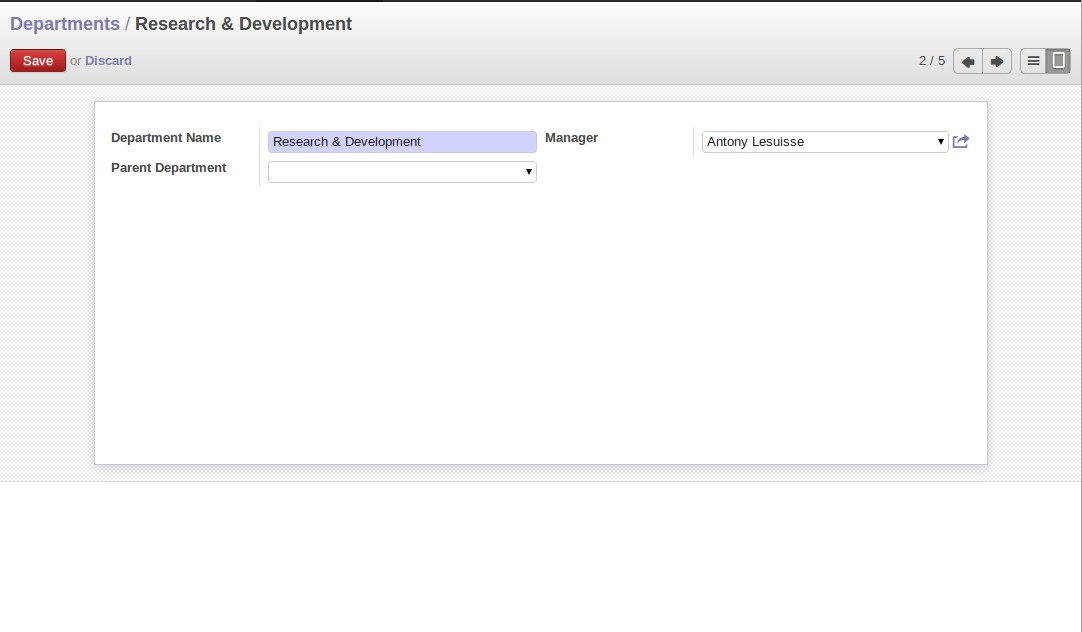 Departments / Research & Development
Save or Discard
2 / 5
Department Name
Research & Development
Manager
Antony Lesuisse
Parent Department